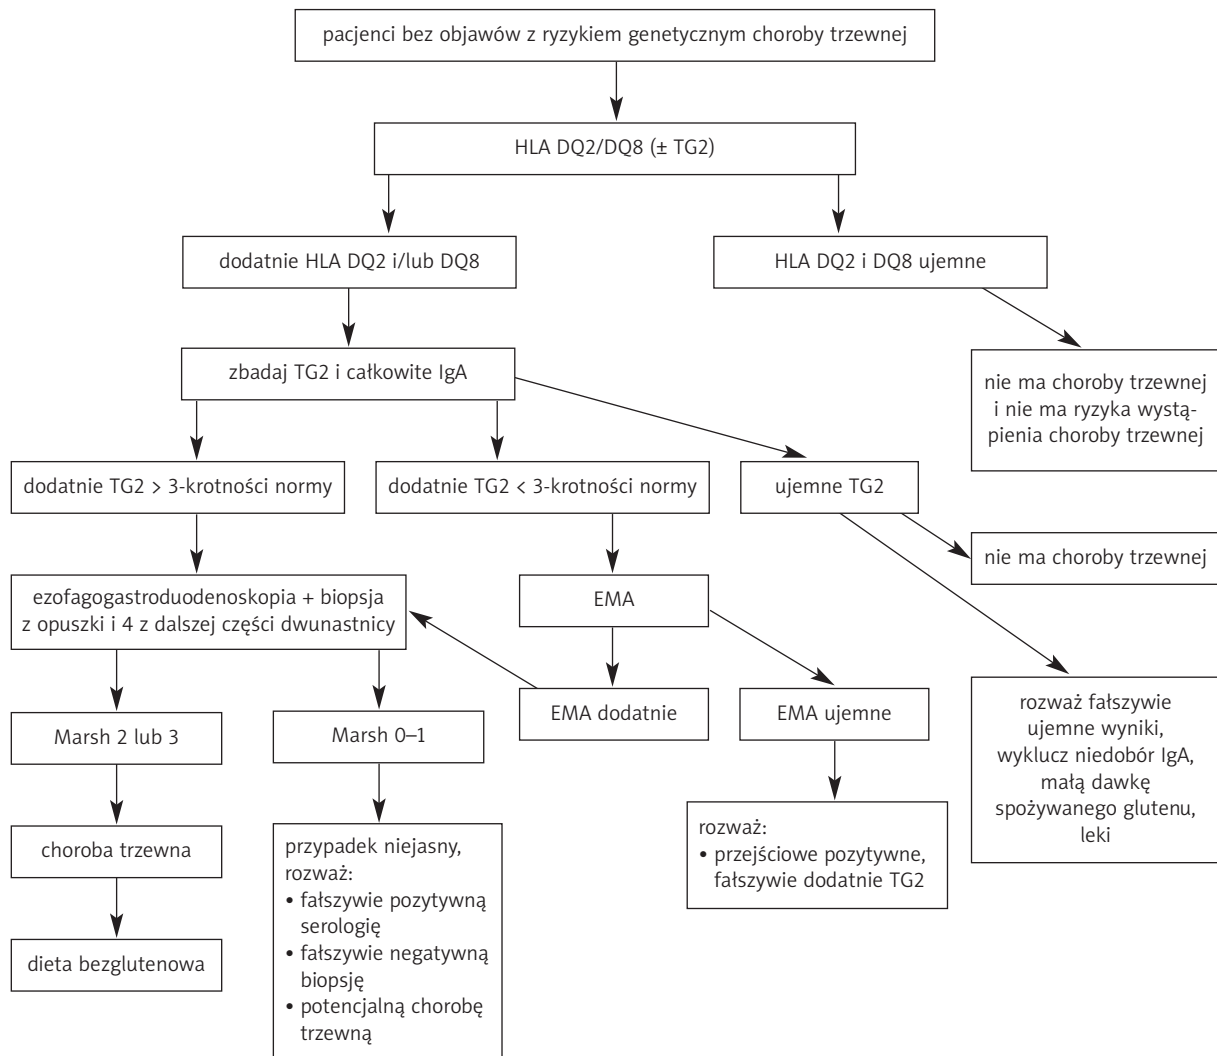 pacjenci bez objawów z ryzykiem genetycznym choroby trzewnej
HLA DQ2/DQ8 (± TG2)
dodatnie HLA DQ2 i/lub DQ8
HLA DQ2 i DQ8 ujemne
zbadaj TG2 i całkowite IgA
nie ma choroby trzewnej
i nie ma ryzyka wystą-
pienia choroby trzewnej
dodatnie TG2 > 3-krotności normy
dodatnie TG2 < 3-krotności normy
ujemne TG2
nie ma choroby trzewnej
ezofagogastroduodenoskopia + biopsja
z opuszki i 4 z dalszej części dwunastnicy
EMA
Marsh 2 lub 3
Marsh 0–1
EMA dodatnie
EMA ujemne
rozważ fałszywie
ujemne wyniki,
wyklucz niedobór IgA,
małą dawkę
spożywanego glutenu,
leki
choroba trzewna
przypadek niejasny,
rozważ:
• fałszywie pozytywną
serologię
• fałszywie negatywną
biopsję
• potencjalną chorobę
trzewną
rozważ:
• przejściowe pozytywne,
fałszywie dodatnie TG2
dieta bezglutenowa